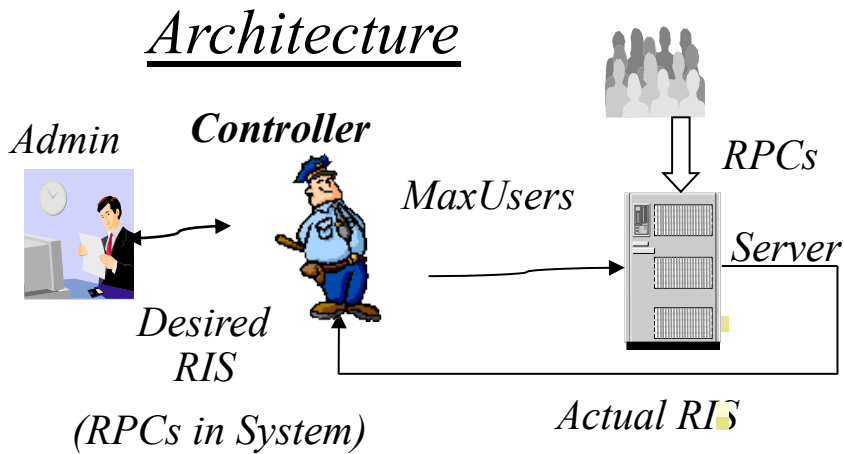 Architecture
Admin
Controller
RPCs
MaxUsers
Server
Desired
RIS
(RPCs in System)
Actual RIS